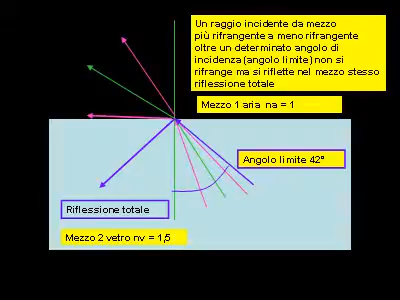 Un raggio incidente da mezzo
più rifrangente a meno rifrangente
oltre un determinato angolo di
incidenza (angolo limite) non si
rifrange ma si riflette nel mezzo stesso
riflessione totale
Mezzo 1 aria na = 1
Angolo limite 42°
Riflessione totale
Mezzo 2 vetro nv = 1,5